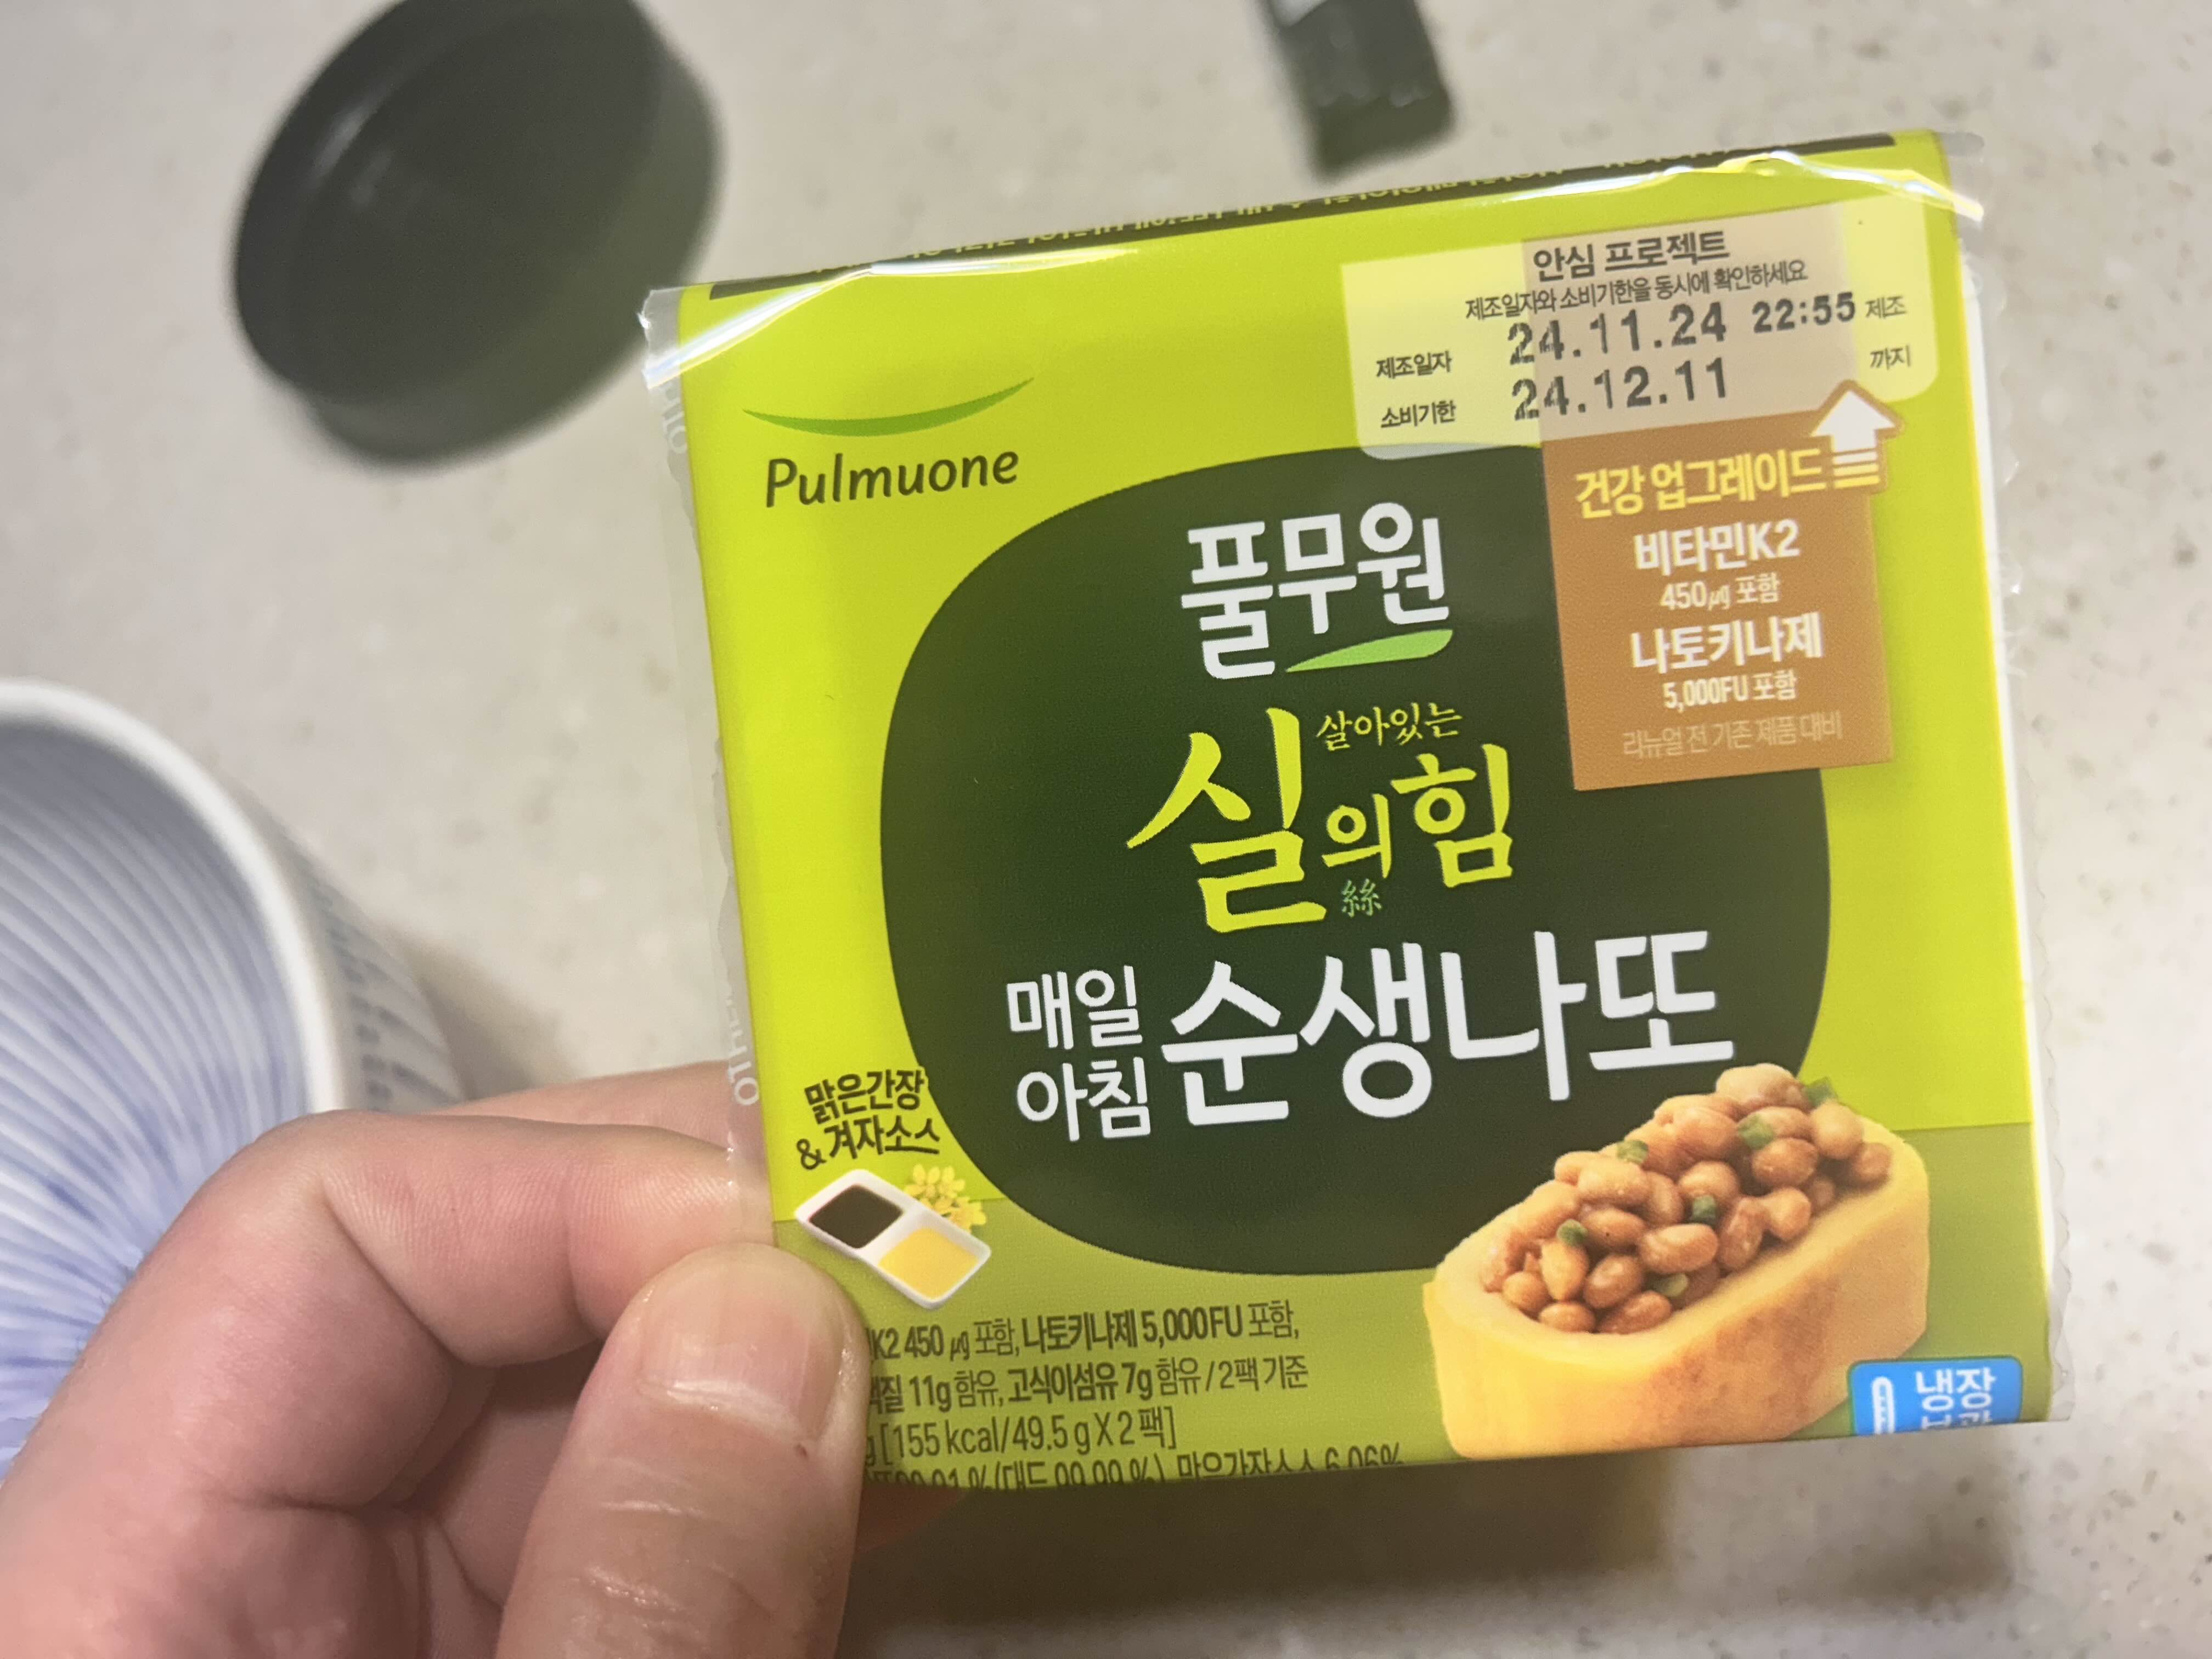 Pulmuone
안심 프로젝트
제조일자와 소비기한을 동시에 확인하세요
제조일자 24.11.24 22:55 제조
소비기한 24.12.11 까지
건강 업그레이드
비타민K2
450㎍ 포함
나토키나제
5,000FU 포함
리뉴얼 전 기존 제품 대비
풀무원
살아있는
실의힘
絲
매일
아침
순생나또
맑은간장
&겨자소스
K2 450 ㎍ 포함, 나토키나제 5,000FU 포함,
11g 함유, 고식이섬유 7g 함유 / 2팩 기준
[155 kcal/49.5 g X 2 팩]
냉장